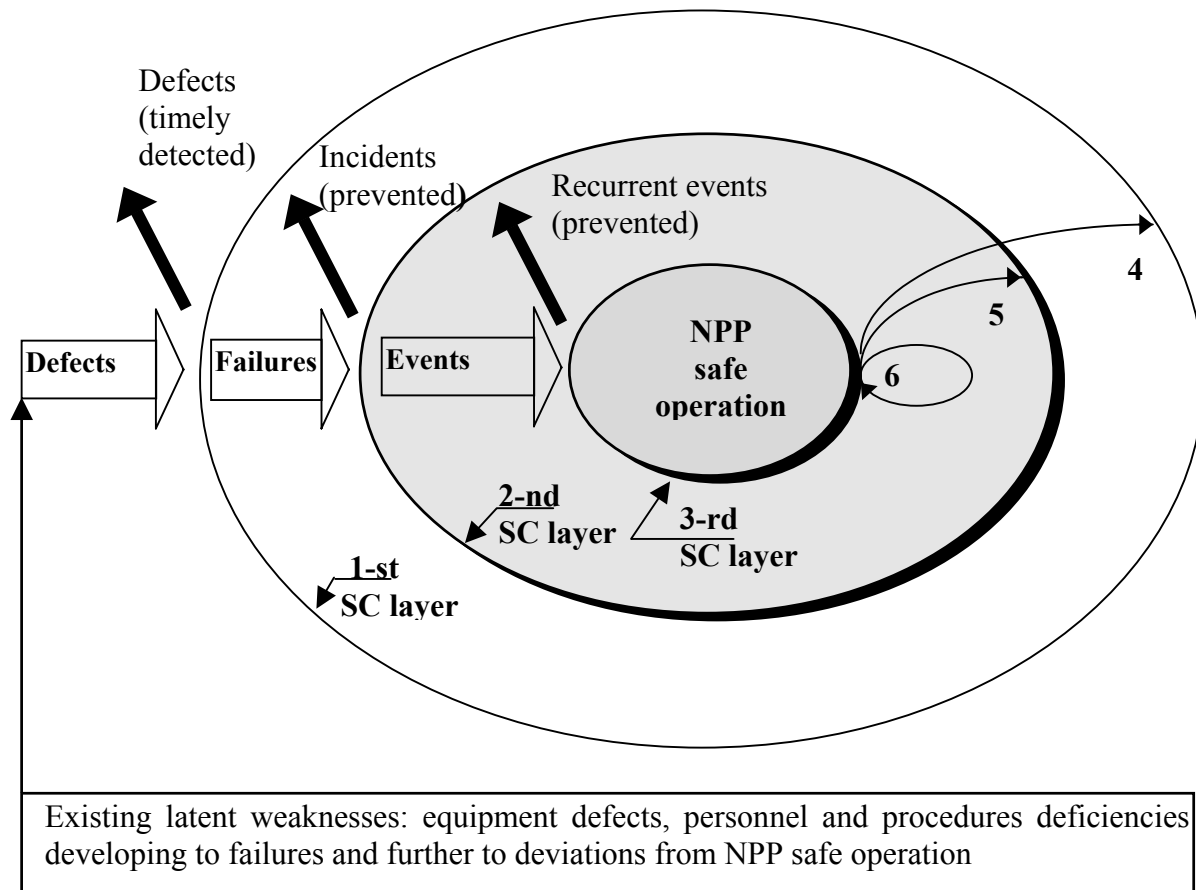 Defects
(timely
detected)
Incidents
(prevented)
Recurrent events
(prevented)
4
5
6
Defects
Failures
Events
NPP
safe
operation
2-nd
SC layer
3-rd
SC layer
1-st
SC layer
Existing latent weaknesses: equipment defects, personnel and procedures deficiencies
developing to failures and further to deviations from NPP safe operation